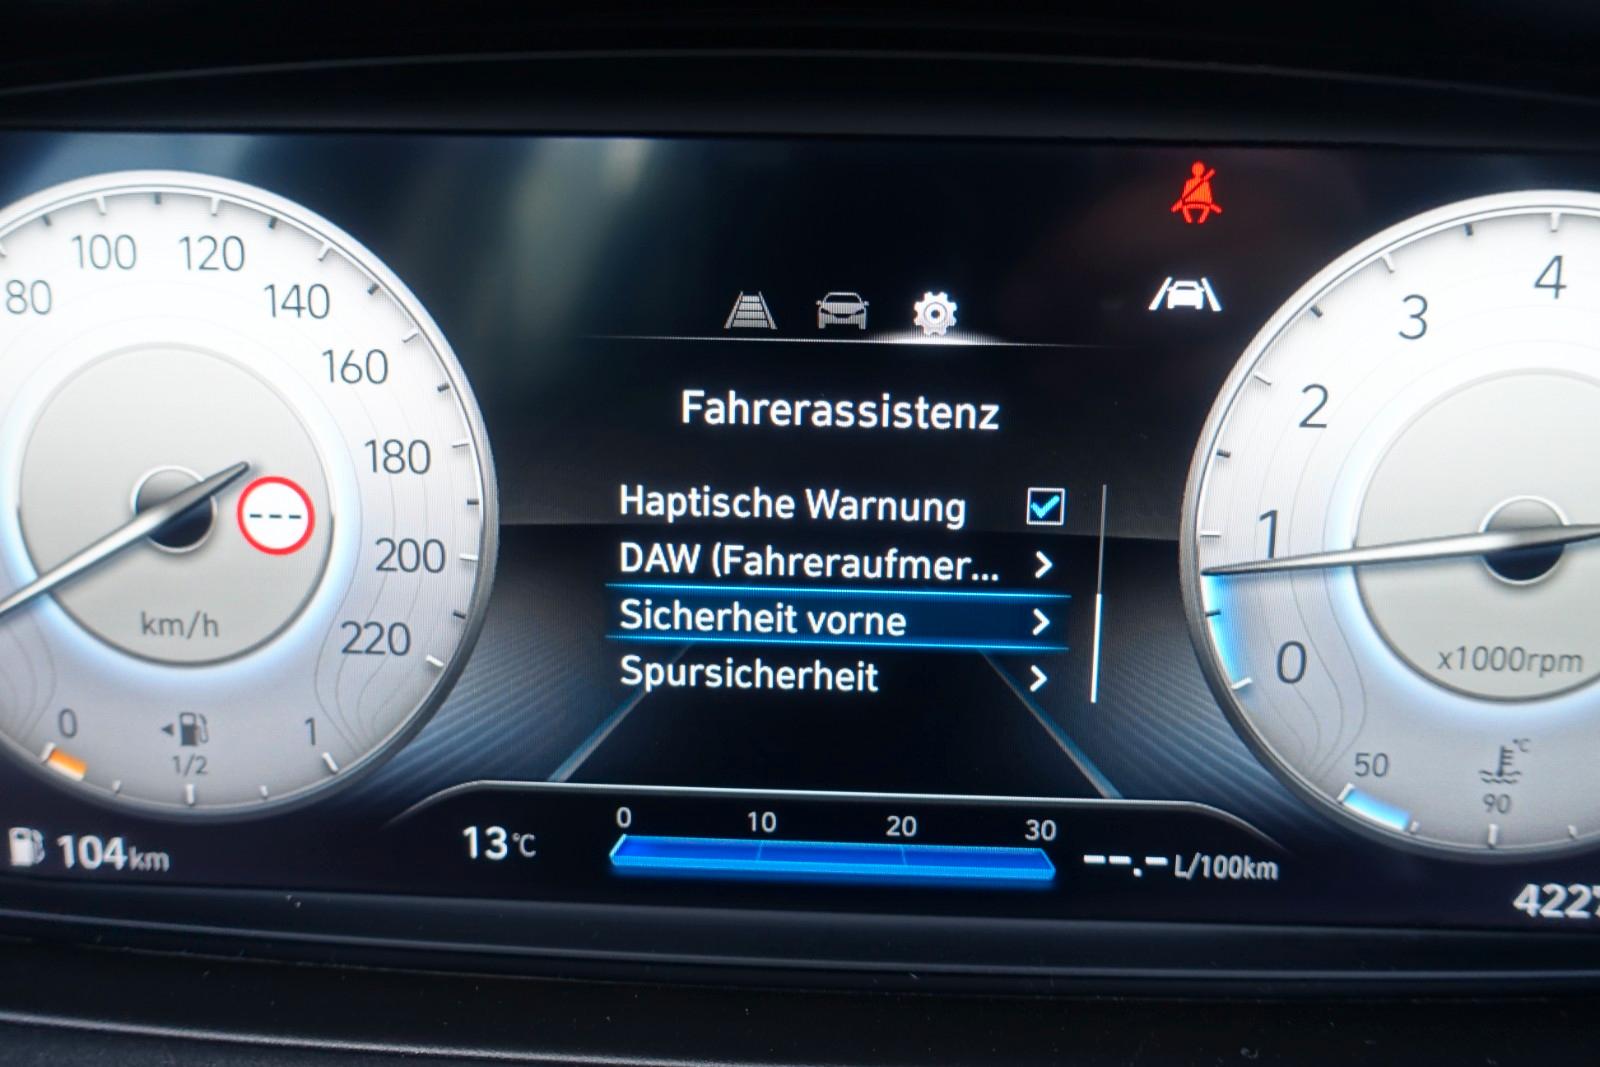 80
100
120
140
160
180
200
220
km/h
---
0
1/2
1
104km
Fahrerassistenz
Haptische Warnung
DAW (Fahreraufmer...
Sicherheit vorne
Spursicherheit
13°C
0 10 20 30
--.- L/100km
4
3
2
1
0
x1000rpm
50
°C
90